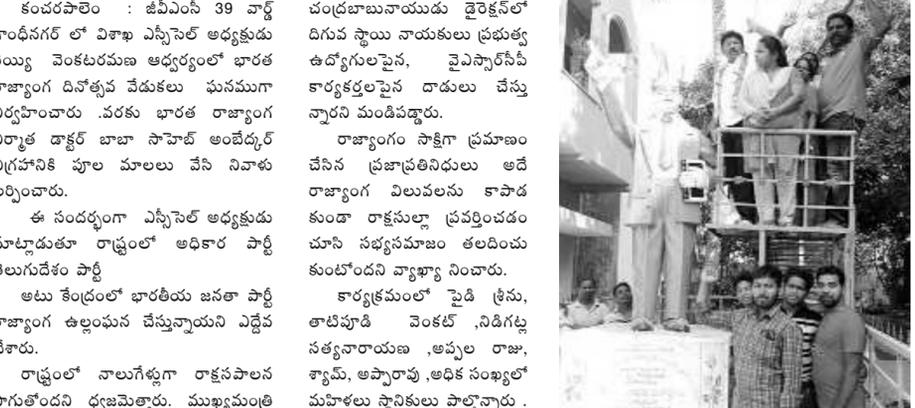 కంచరపాలెం : జీవీఎంసీ 39 వార్డ్
గాంధీనగర్ లో విశాఖ ఎస్సీసెల్ అధ్యక్షుడు
వెంకటరమణ ఆధ్వర్యంలో భారత
రాజ్యాంగ దినోత్సవ వేడుకలు ఘనముగా
నిర్వహించారు .వరకు భారత రాజ్యాంగ
నిర్మాత డాక్టర్ బాబా సాహెబ్ అంబేద్కర్
విగ్రహానికి పూల మాలలు వేసి నివాళు
లర్పించారు.
ఈ సందర్భంగా ఎస్సీసెల్ అధ్యక్షుడు
మాట్లాడుతూ రాష్ట్రంలో అధికార పార్టీ
తెలుగుదేశం పార్టీ
అటు కేంద్రంలో భారతీయ జనతా పార్టీ
రాజ్యాంగ ఉల్లంఘన చేస్తున్నాయని ఎద్దేవ
చేశారు.
రాష్ట్రంలో నాలుగేళ్లుగా రాక్షసపాలన
సాగుతోందని ధ్వజమెత్తారు. ముఖ్యమంత్రి
చంద్రబాబునాయుడు డైరెక్షన్‌లో
దిగువ స్థాయి నాయకులు ప్రభుత్వ
ఉద్యోగులపైన, వైఎస్సార్‌సీపీ
కార్యకర్తలపైన దాడులు చేస్తు
న్నారని మండిపడ్డారు.
రాజ్యాంగం సాక్షిగా ప్రమాణం
చేసిన ప్రజాప్రతినిధులు అదే
రాజ్యాంగ విలువలను కాపాడ
కుండా రాక్షసుల్లా ప్రవర్తించడం
చూసి సభ్యసమాజం తలదించు
కుంటోందని వ్యాఖ్యా నించారు.
కార్యక్రమంలో పైడి శ్రీను,
తాటిపూడి వెంకట్ ,నిడిగట్ల
సత్యనారాయణ ,అప్పల రాజు,
శ్యామ్, అప్పారావు ,అధిక సంఖ్యలో
మహిళలు స్థానికులు పాల్గొన్నారు .